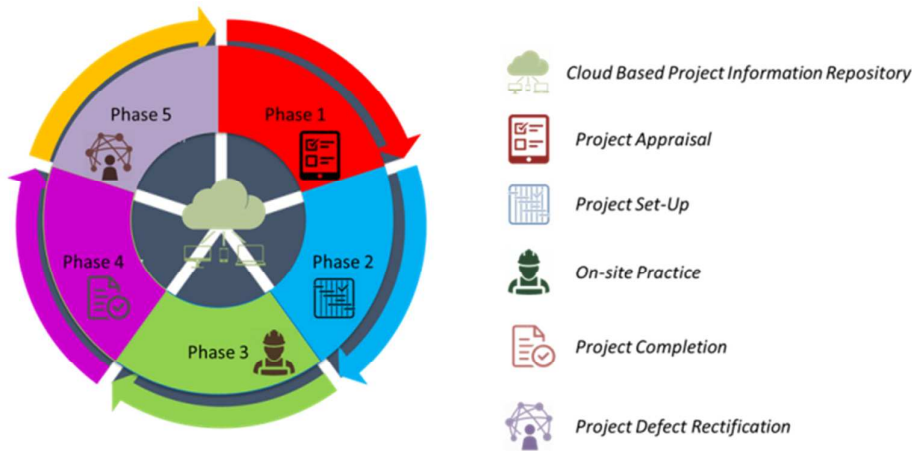 Phase 5
Phase 1
Phase 4
Phase 2
Phase 3
Cloud Based Project Information Repository
Project Appraisal
Project Set-Up
On-site Practice
Project Completion
Project Defect Rectification